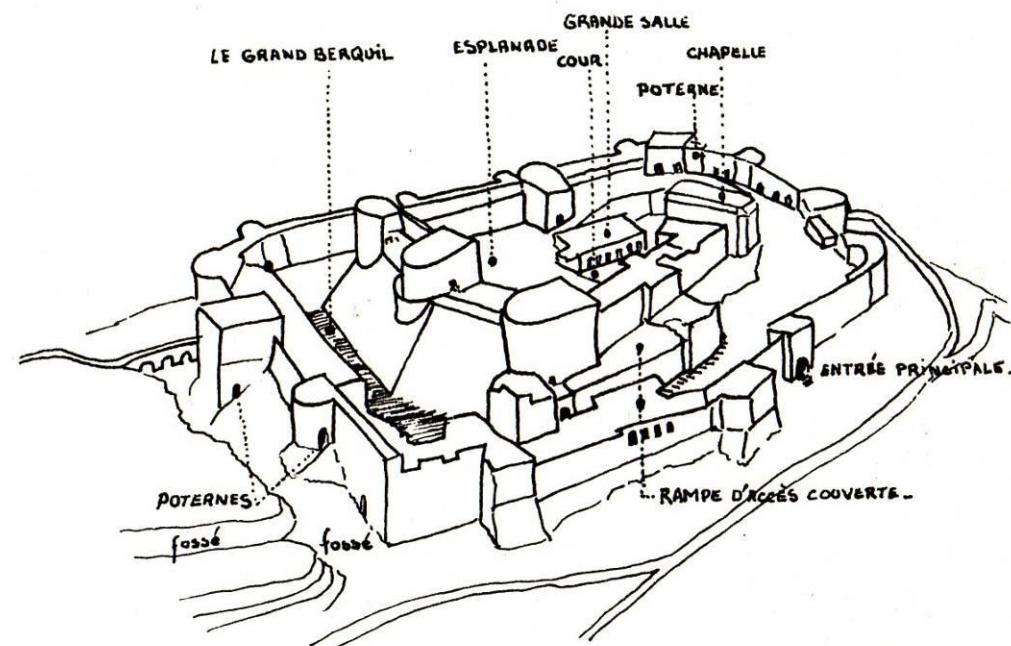 GRANDE SALLE
LE GRAND BERQUIL
ESPLANADE
COUR
CHAPELLE
POTERNE
ENTRÉE PRINCIPALE.
POTERNES
RAMPE D'ACCÈS COUVERTE.
fossé
fossé